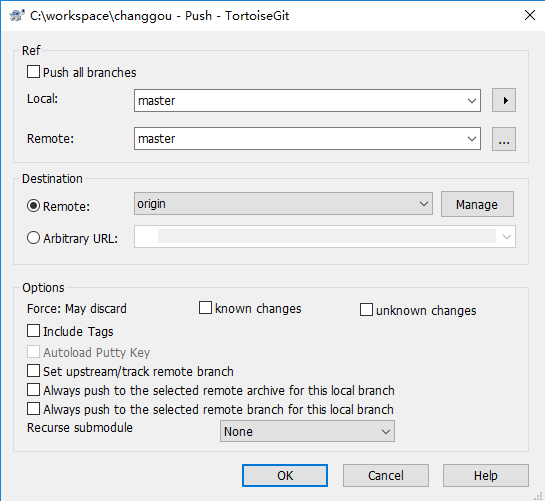 C:\workspace\changgou - Push - TortoiseGit
Ref
Push all branches
Local:
master
Remote:
master
...
Destination
Remote:
origin
Manage
Arbitrary URL:
Options
Force: May discard
known changes
unknown changes
Include Tags
Autoload Putty Key
Set upstream/track remote branch
Always push to the selected remote archive for this local branch
Always push to the selected remote branch for this local branch
Recurse submodule
None
OK
Cancel
Help